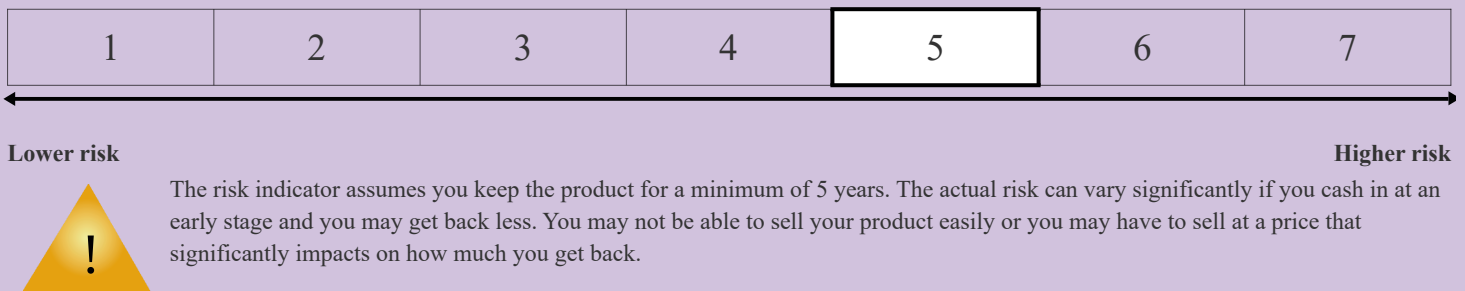 1 2 3 4 5 6 7
Lower risk Higher risk
The risk indicator assumes you keep the product for a minimum of 5 years. The actual risk can vary significantly if you cash in at an
early stage and you may get back less. You may not be able to sell your product easily or you may have to sell at a price that
significantly impacts on how much you get back.
!